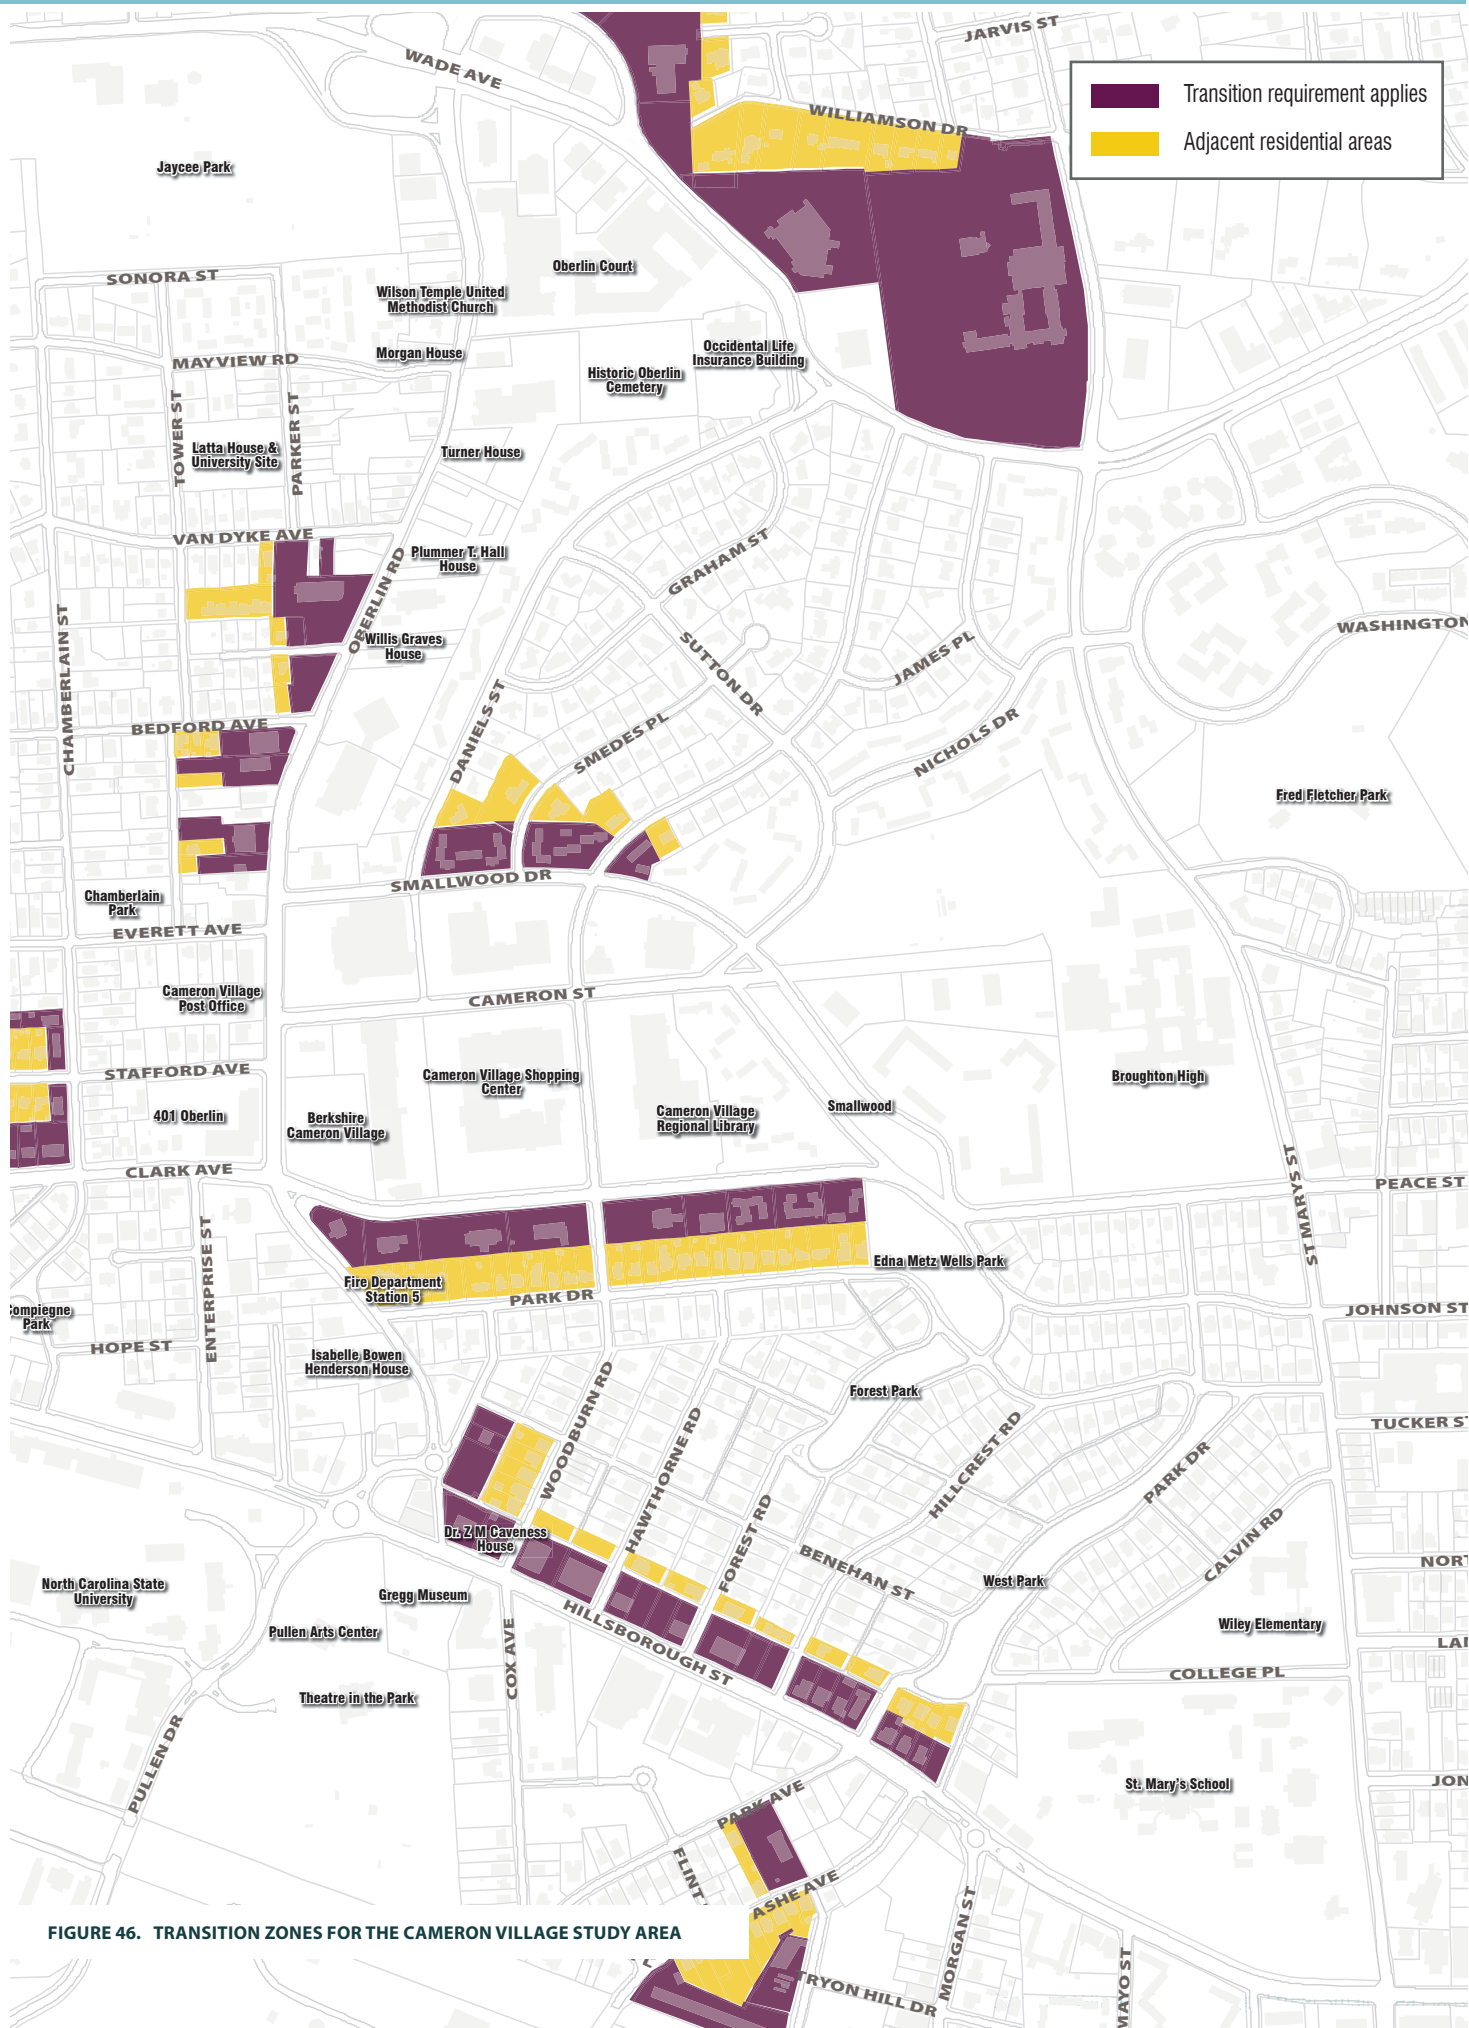 JARVIS ST
WADE AVE
Transition requirement applies
WILLIAMSON DR
Adjacent residential areas
Jaycee Park
SONORA ST
Oberlin Court
Wilson Temple United
Methodist Church
MAYVIEW RD
Morgan House
Occidental Life
Insurance Building
Historic Oberlin
Cemetery
TOWER ST
PARKER ST
Latta House &
University Site
Turner House
VAN DYKE AVE
Plummer T. Hall
House
GRAHAM ST
OBERLIN RD
CHAMBERLAIN ST
Willis Graves
House
WASHINGTON
SUTTON DR
JAMES PL
DANIELS ST
BEDFORD AVE
SMEDES PL
NICHOLS DR
Fred Fletcher Park
SMALLWOOD DR
Chamberlain
Park
EVERETT AVE
Cameron Village
Post Office
CAMERON ST
STAFFORD AVE
Cameron Village Shopping
Center
Broughton High
401 Oberlin
Berkshire
Cameron Village
Cameron Village
Regional Library
Smallwood
CLARK AVE
ST MARYS ST
PEACE ST
ENTERPRISE ST
Edna Metz Wells Park
Fire Department
Station 5
PARK DR
Compiegne
Park
JOHNSON ST
HOPE ST
Isabelle Bowen
Henderson House
WOODBURN RD
Forest Park
HAWTHORNE RD
HILLCREST RD
TUCKER ST
PARK DR
Dr. Z M Caveness
House
FOREST RD
CALVIN RD
BENEHAN ST
NORT
North Carolina State
University
Gregg Museum
West Park
HILLSBOROUGH ST
Pullen Arts Center
COX AVE
Wiley Elementary
LAN
COLLEGE PL
Theatre in the Park
PULLEN DR
St. Mary's School
JON
PARK AVE
FLINT
ASHE AVE
MORGAN ST
FIGURE 46. TRANSITION ZONES FOR THE CAMERON VILLAGE STUDY AREA
TRYON HILL DR
MAYO ST